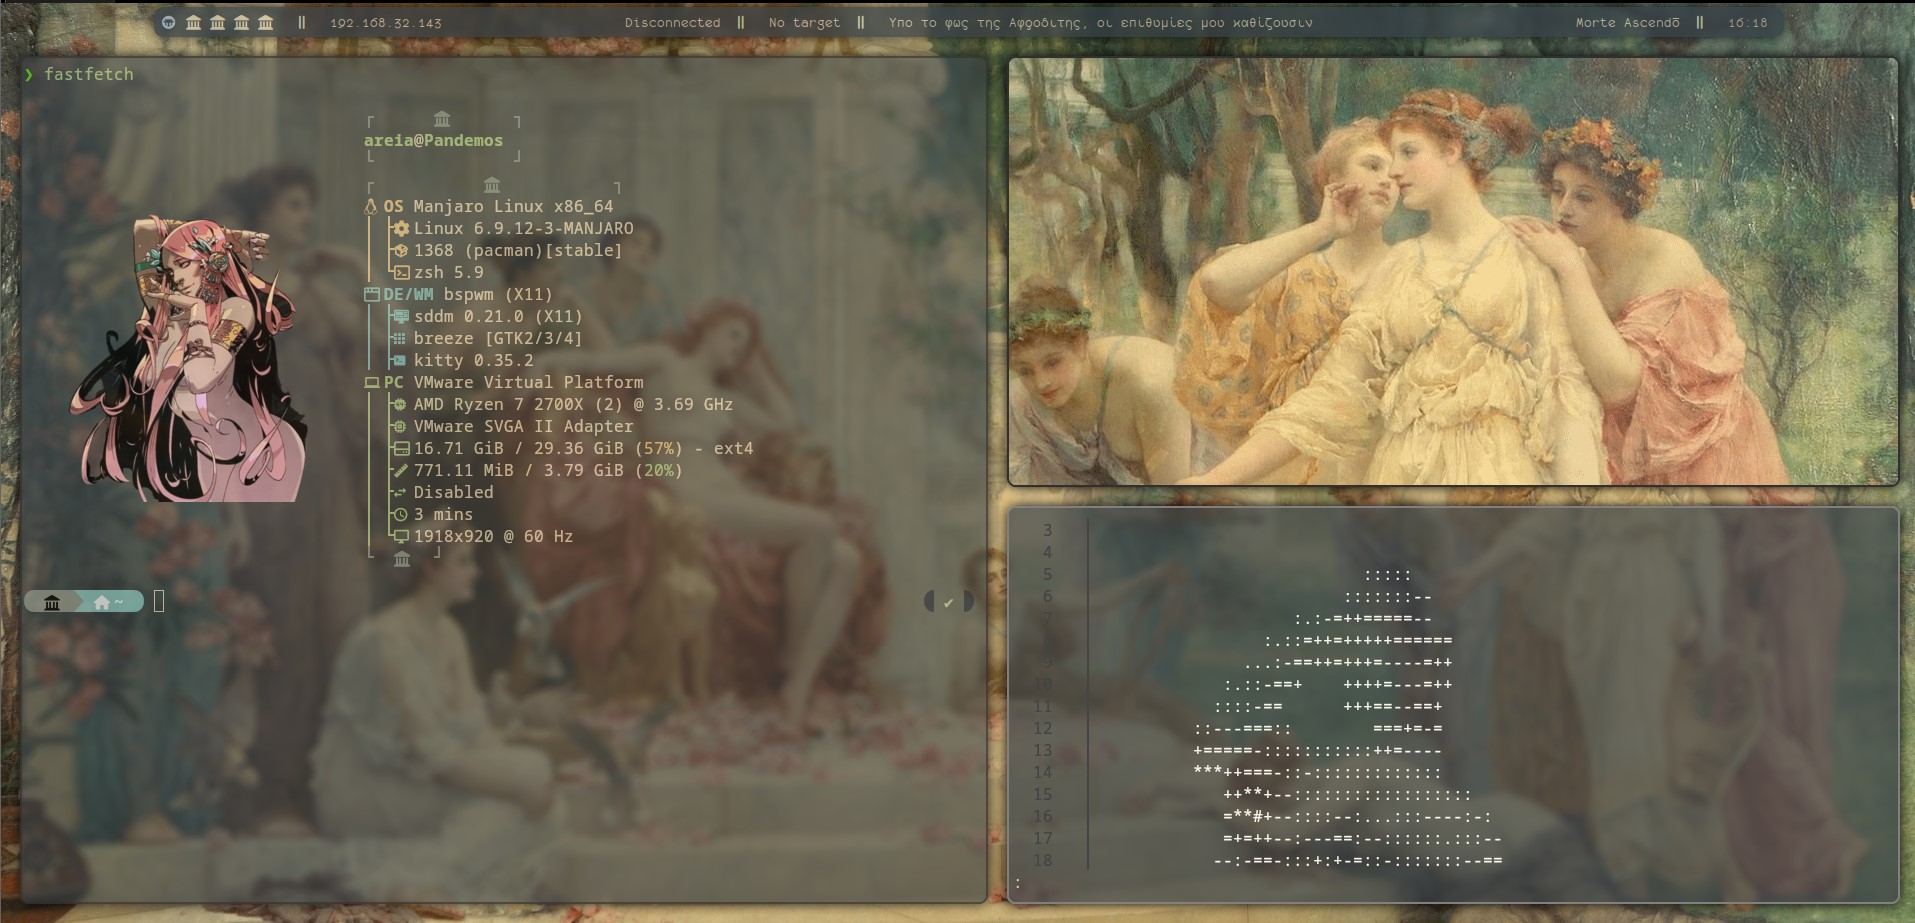 192.168.32.143 || Disconnected || No target || Υπο το φως της Αφροδιτης, οι επιθυμίες μου καθίζουσιν Morte Ascendō || 16:18
❯ fastfetch
areia@Pandemos
OS Manjaro Linux x86_64
Linux 6.9.12-3-MANJARO
1368 (pacman)[stable]
zsh 5.9
DE/WM bspwm (X11)
sddm 0.21.0 (X11)
breeze [GTK2/3/4]
kitty 0.35.2
PC VMware Virtual Platform
AMD Ryzen 7 2700X (2) @ 3.69 GHz
VMware SVGA II Adapter
16.71 GiB / 29.36 GiB (57%) - ext4
771.11 MiB / 3.79 GiB (20%)
Disabled
3 mins
1918x920 @ 60 Hz
~ ✔
3
4
5 :::::
6 :::::::--
7 :.:-=++=====--
:.::=++=+++++======
9 ...:-==++=+++=----=++
10 :.::-==+ ++++=---=++
11 ::::-== +++==--==+
12 ::---===:: ===+=-=
13 +=====-:::::::::::++=----
14 ***++===-::-:::::::::::::
15 ++**+--::::::::::::::::::
16 =**#+--::::--:...:::----:-:
17 =+=++--:---==:--::::::.:::--
18 --:-==-:::+:+-=::-:::::::--==
: